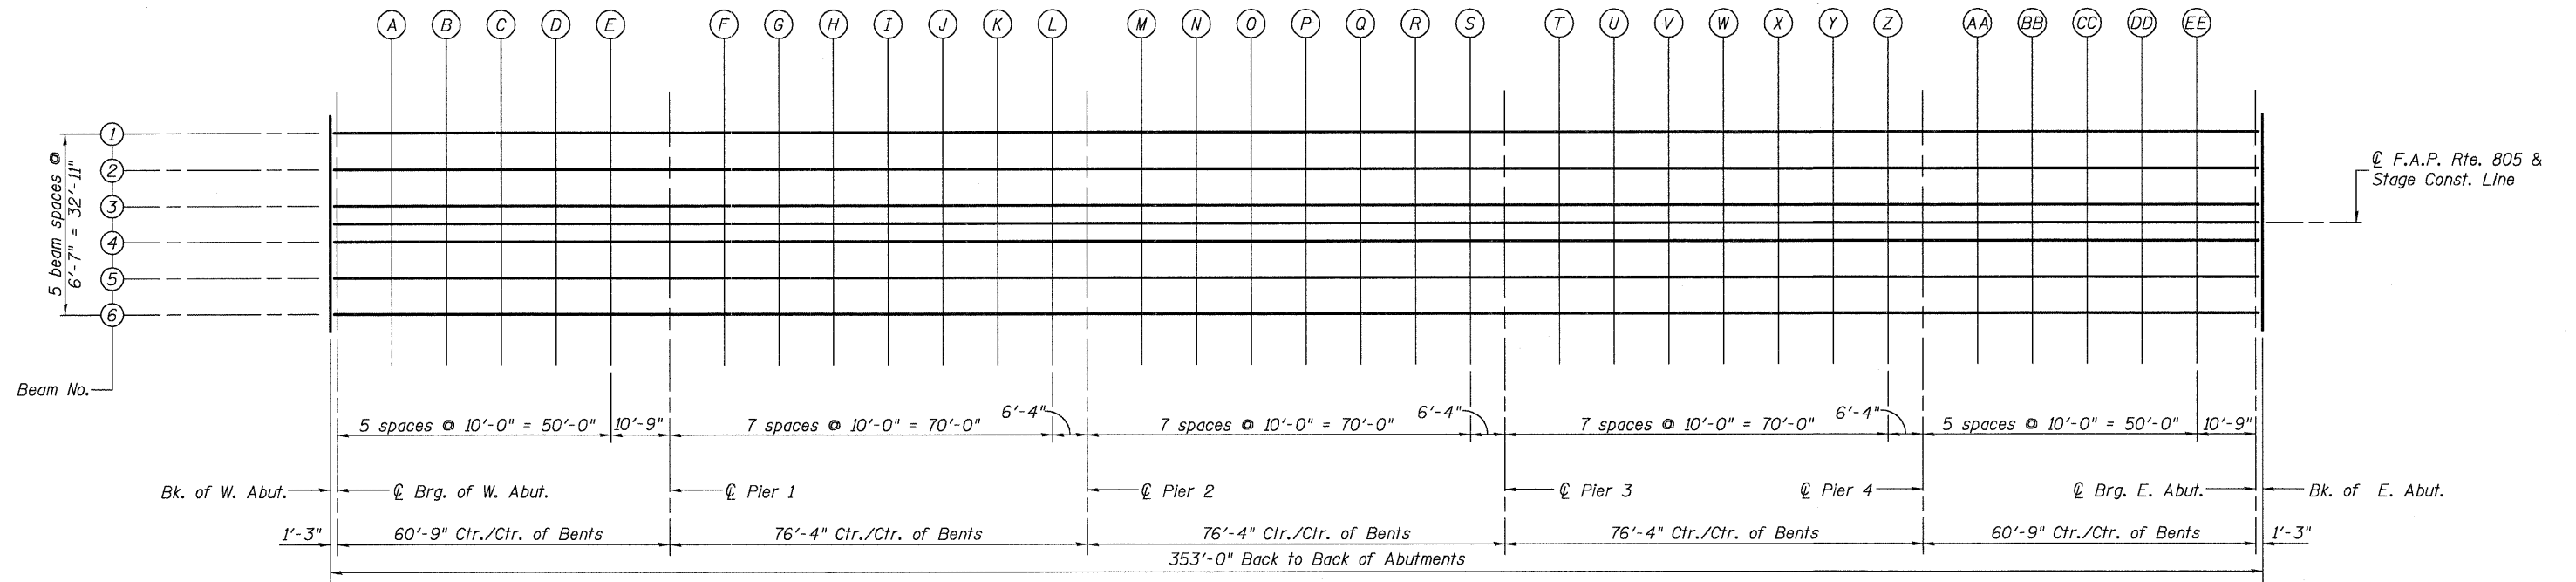 A B C D E F G H I J K L M N O P Q R S T U V W X Y Z AA BB CC DD EE
1
2
3
4
5
6
5 beam spaces @
6'-7" = 32'-11"
Beam No.
℄ F.A.P. Rte. 805 &
Stage Const. Line
5 spaces @ 10'-0" = 50'-0" 10'-9" 7 spaces @ 10'-0" = 70'-0" 6'-4" 7 spaces @ 10'-0" = 70'-0" 6'-4" 7 spaces @ 10'-0" = 70'-0" 6'-4" 5 spaces @ 10'-0" = 50'-0" 10'-9"
Bk. of W. Abut. ℄ Brg. of W. Abut. ℄ Pier 1 ℄ Pier 2 ℄ Pier 3 ℄ Pier 4 ℄ Brg. E. Abut. Bk. of E. Abut.
1'-3" 60'-9" Ctr./Ctr. of Bents 76'-4" Ctr./Ctr. of Bents 76'-4" Ctr./Ctr. of Bents 76'-4" Ctr./Ctr. of Bents 60'-9" Ctr./Ctr. of Bents 1'-3"
353'-0" Back to Back of Abutments